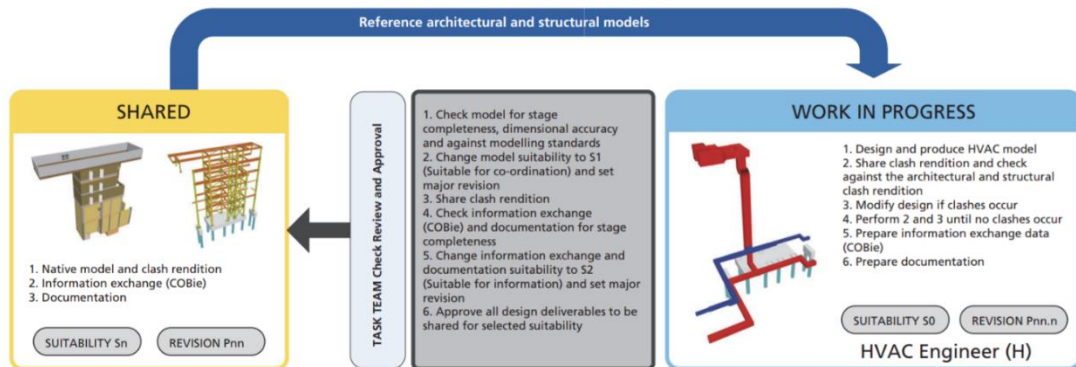 Reference architectural and structural models
SHARED
1. Native model and clash rendition
2. Information exchange (COBie)
3. Documentation
SUITABILITY Sn
REVISION Pnn
TASK TEAM Check Review and Approval
1. Check model for stage
completeness, dimensional accuracy
and against modelling standards
2. Change model suitability to S1
(Suitable for co-ordination) and set
major revision
3. Share clash rendition
4. Check information exchange
(COBie) and documentation for stage
completeness
5. Change information exchange and
documentation suitability to S2
(Suitable for information) and set
major revision
6. Approve all design deliverables to be
shared for selected suitability
WORK IN PROGRESS
1. Design and produce HVAC model
2. Share clash rendition and check
against the architectural and structural
clash rendition
3. Modify design if clashes occur
4. Perform 2 and 3 until no clashes occur
5. Prepare information exchange data
(COBie)
6. Prepare documentation
SUITABILITY S0
REVISION Pnn.n
HVAC Engineer (H)